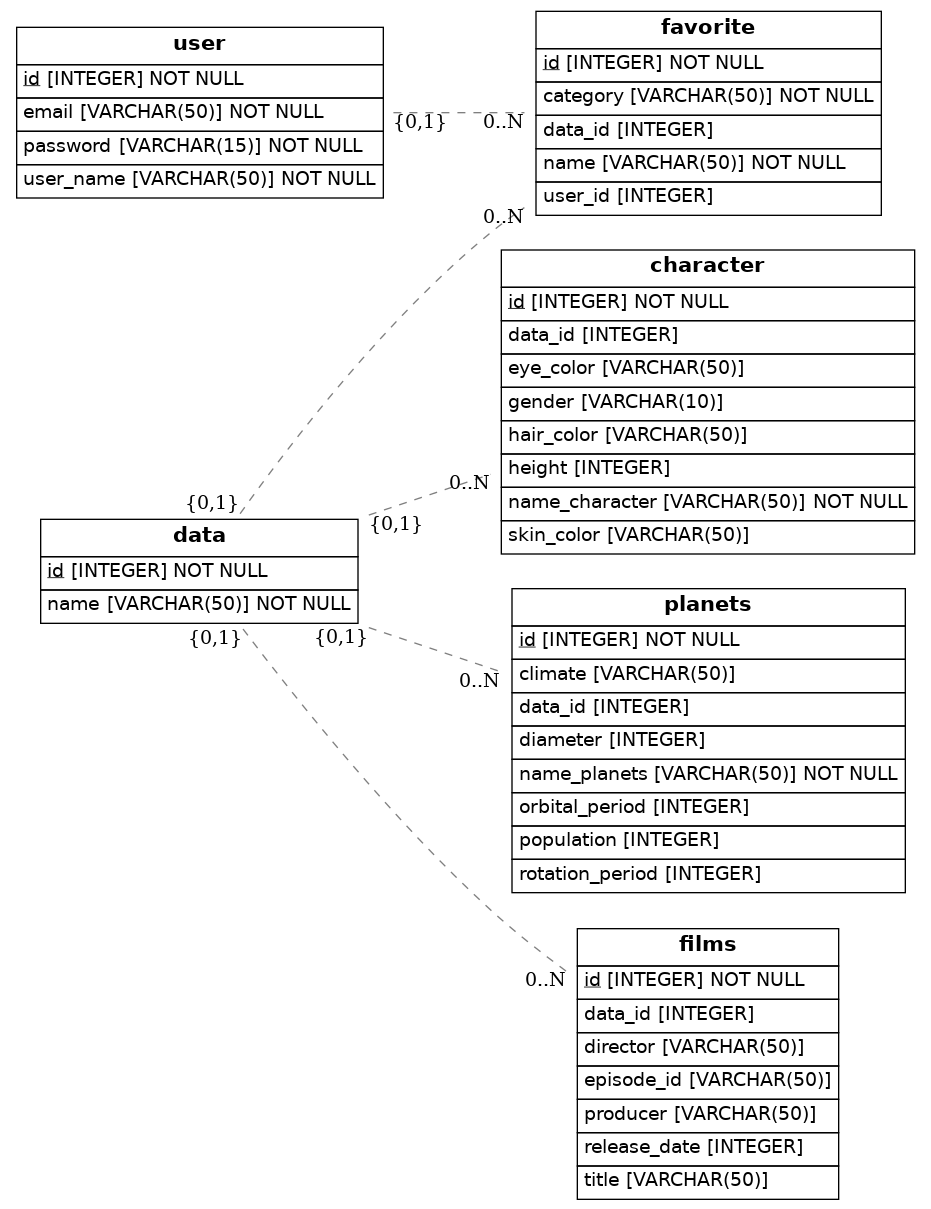 user
id [INTEGER] NOT NULL
email [VARCHAR(50)] NOT NULL
password [VARCHAR(15)] NOT NULL
user_name [VARCHAR(50)] NOT NULL
{0,1}
0..N
favorite
id [INTEGER] NOT NULL
category [VARCHAR(50)] NOT NULL
data_id [INTEGER]
name [VARCHAR(50)] NOT NULL
user_id [INTEGER]
0..N
{0,1}
character
id [INTEGER] NOT NULL
data_id [INTEGER]
eye_color [VARCHAR(50)]
gender [VARCHAR(10)]
hair_color [VARCHAR(50)]
height [INTEGER]
name_character [VARCHAR(50)] NOT NULL
skin_color [VARCHAR(50)]
0..N
{0,1}
data
id [INTEGER] NOT NULL
name [VARCHAR(50)] NOT NULL
{0,1}
{0,1}
0..N
planets
id [INTEGER] NOT NULL
climate [VARCHAR(50)]
data_id [INTEGER]
diameter [INTEGER]
name_planets [VARCHAR(50)] NOT NULL
orbital_period [INTEGER]
population [INTEGER]
rotation_period [INTEGER]
0..N
films
id [INTEGER] NOT NULL
data_id [INTEGER]
director [VARCHAR(50)]
episode_id [VARCHAR(50)]
producer [VARCHAR(50)]
release_date [INTEGER]
title [VARCHAR(50)]